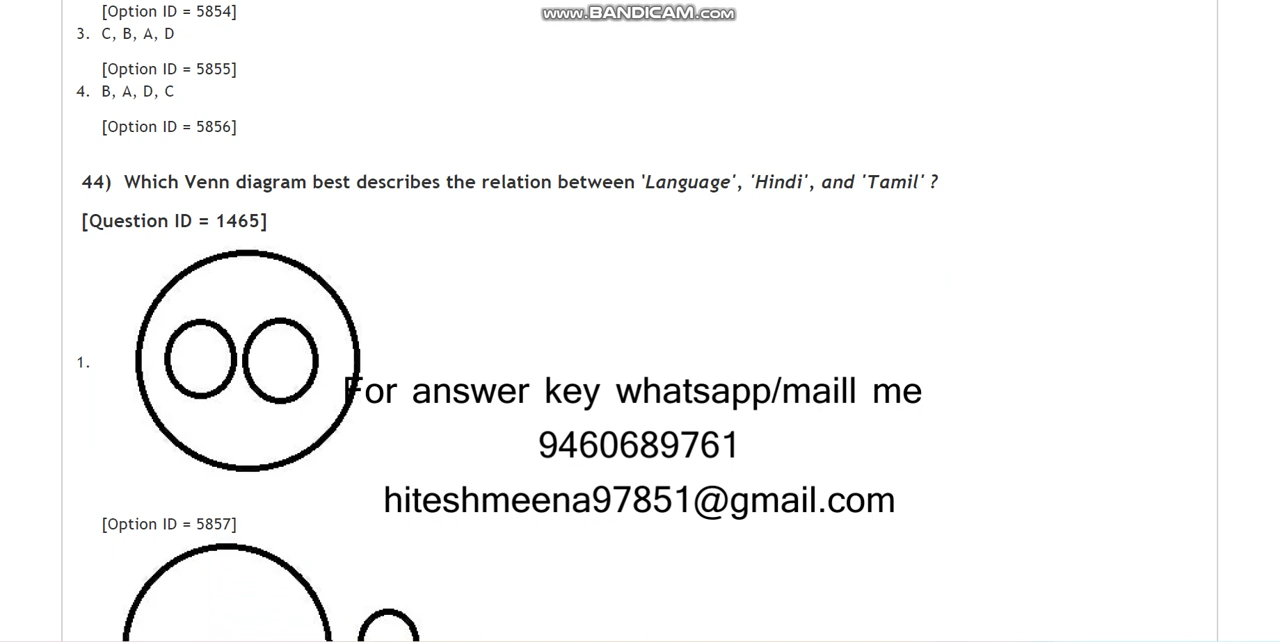 www.BANDICAM.com
[Option ID = 5854]
3. C, B, A, D
[Option ID = 5855]
4. B, A, D, C
[Option ID = 5856]
44) Which Venn diagram best describes the relation between 'Language', 'Hindi', and 'Tamil' ?
[Question ID = 1465]
1.
For answer key whatsapp/maill me
9460689761
hiteshmeena97851@gmail.com
[Option ID = 5857]